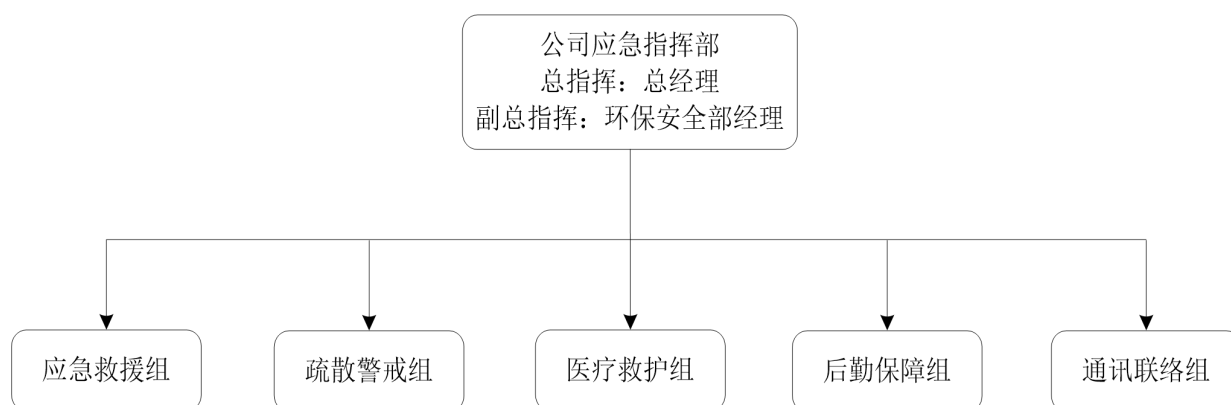 公司应急指挥部
总指挥：总经理
副总指挥：环保安全部经理
应急救援组
疏散警戒组
医疗救护组
后勤保障组
通讯联络组